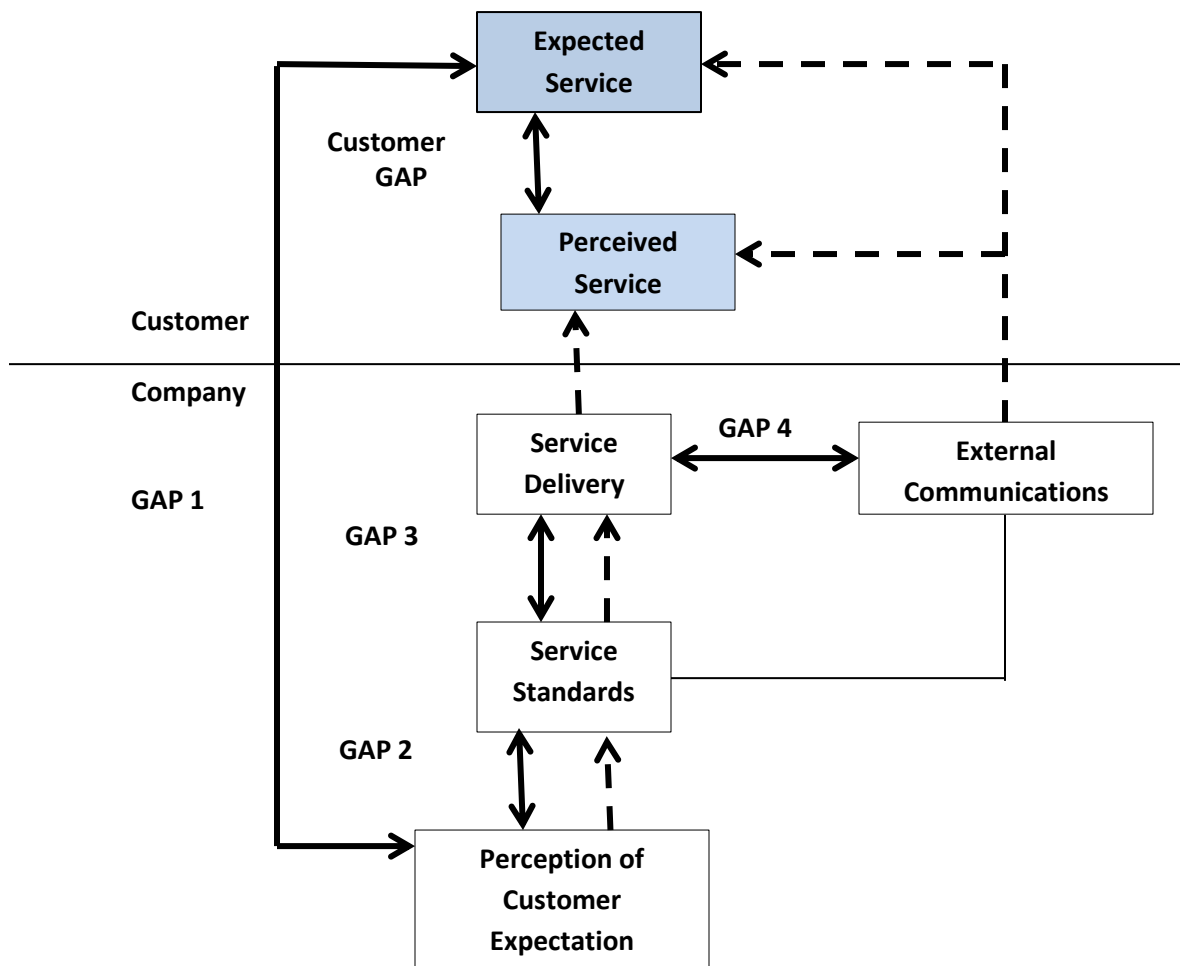 Expected
Service
Customer
GAP
Perceived
Service
Customer
Company
Service
Delivery
GAP 4
External
Communications
GAP 1
GAP 3
Service
Standards
GAP 2
Perception of
Customer
Expectation